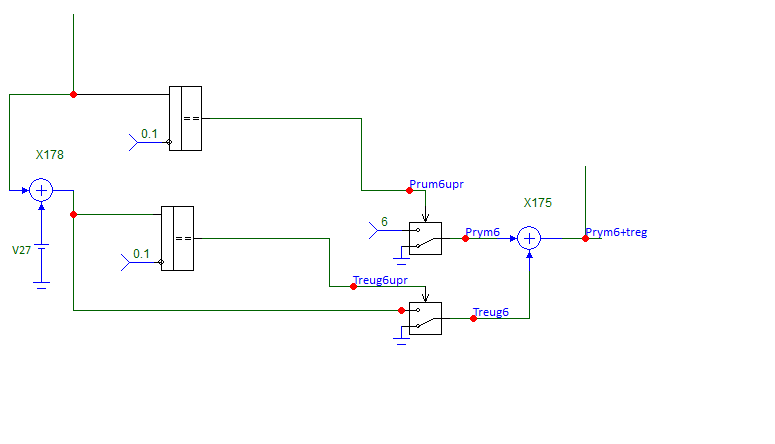 ==
0.1
X178
Prum6upr
X175
6
Prym6
Prym6+treg
==
V27
0.1
Treug6upr
Treug6